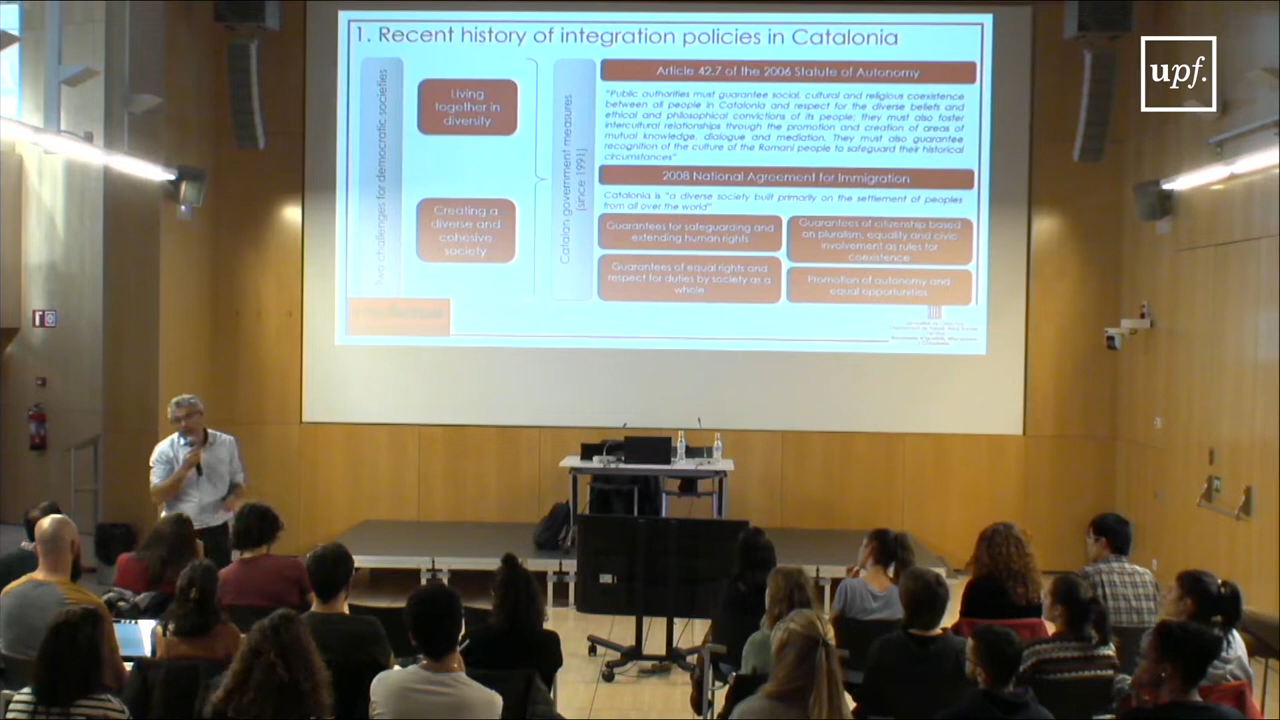 1. Recent history of integration policies in Catalonia
upf.
Two challenges for democratic societies
Living
together in
diversity
Creating a
diverse and
cohesive
society
Catalan government measures
(since 1991)
Article 42.7 of the 2006 Statute of Autonomy
"Public authorities must guarantee social, cultural and religious coexistence
between all people in Catalonia and respect for the diverse beliefs and
ethical and philosophical convictions of its people; they must also foster
intercultural relationships through the promotion and creation of areas of
mutual knowledge, dialogue and mediation. They must also guarantee
recognition of the culture of the Romani people to safeguard their historical
circumstances"
2008 National Agreement for Immigration
Catalonia is "a diverse society built primarily on the settlement of peoples
from all over the world"
Guarantees for safeguarding and
extending human rights
Guarantees of citizenship based
on pluralism, equality and civic
involvement as rules for
coexistence
Guarantees of equal rights and
respect for duties by society as a
whole
Promotion of autonomy and
equal opportunities